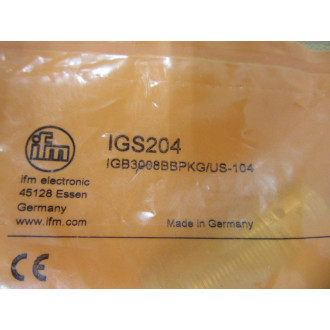 ifm
IGS204
IGB3008BBPKG/US-104
ifm electronic
45128 Essen
Germany
www.ifm.com
Made in Germany
CE